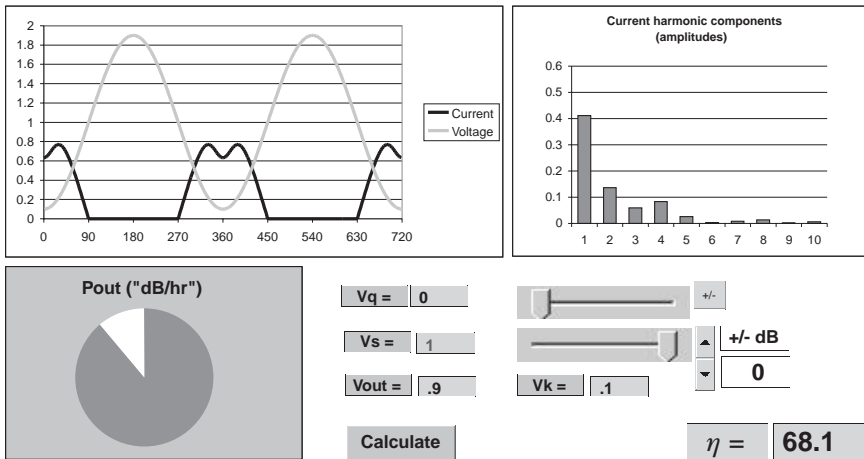 2
1.8
1.6
1.4
1.2
1
0.8
0.6
0.4
0.2
0
0 90 180 270 360 450 540 630 720
Current
Voltage
Current harmonic components
(amplitudes)
0.6
0.5
0.4
0.3
0.2
0.1
0
1 2 3 4 5 6 7 8 9 10
Pout ("dB/hr")
Vq = 0
+/-
Vs = 1
+/- dB
0
Vout = .9
Vk = .1
Calculate
η = 68.1